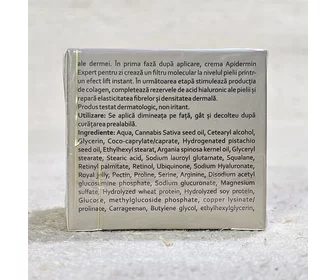 ale dermei. În prima fază după aplicare, crema Apidermin
Expert pentru zi crează un filtru molecular la nivelul pielii printr-
un efect lift instant. În următoarea etapă stimulează producția
de colagen, completează rezervele de acid hialuronic ale pielii și
repară elasticitatea fibrelor și densitatea dermală.
Produs testat dermatologic, non iritant.
Utilizare: Se aplică dimineața pe față, gât și decolteu după
curățarea prealabilă.
Ingrediente: Aqua, Cannabis Sativa seed oil, Cetearyl alcohol,
Glycerin, Coco-caprylate/caprate, Hydrogenated pistachio
seed oil, Ethylhexyl stearate, Argania spinosa kernel oil, Glyceryl
stearate, Stearic acid, Sodium lauroyl glutamate, Squalane,
Retinyl palmitate, Retinol, Ubiquinone, Sodium Hyaluronate,
Royal jelly, Pectin, Proline, Serine, Arginine, Disodium acetyl
glucosimine phosphate, Sodium glucuronate, Magnesium
sulfate, Hydrolized wheat protein, Hydrolized soy protein,
Glucore, methylglucoside phosphate, copper lysinate/
prolinate, Carrageenan, Butylene glycol, ethylhexylglycerin,